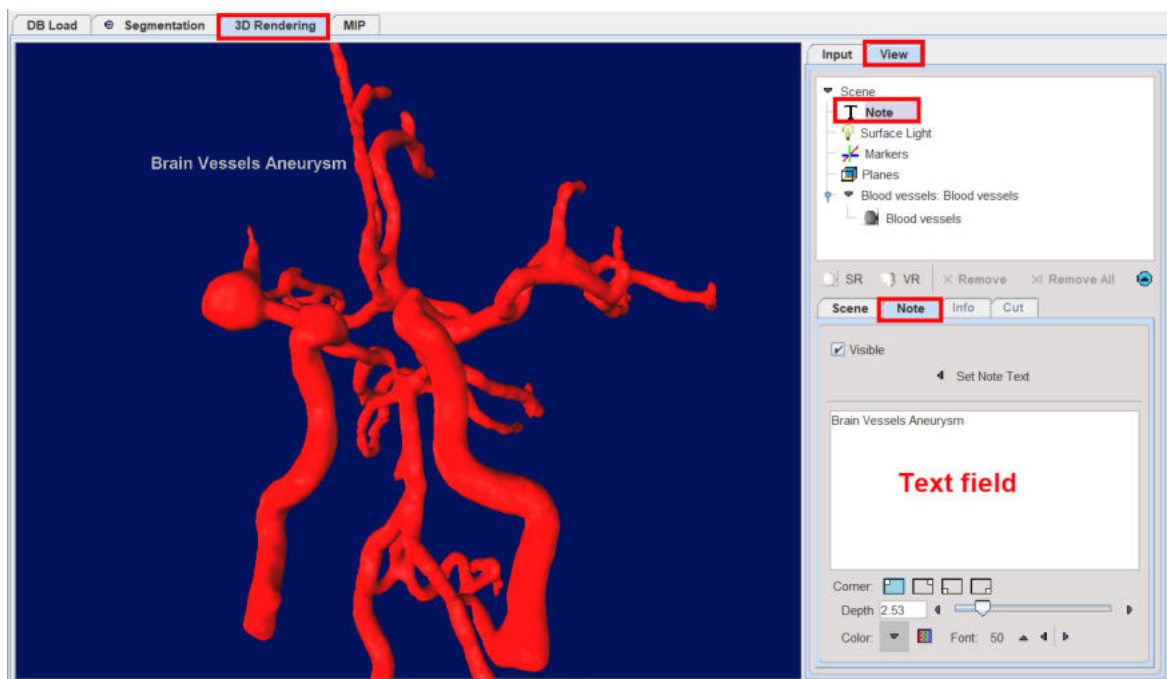 DB Load Segmentation 3D Rendering MIP
Brain Vessels Aneurysm
Input View
Scene
T Note
Surface Light
Markers
Planes
Blood vessels: Blood vessels
Blood vessels
SR VR Remove Remove All
Scene Note Info Cut
Visible
Set Note Text
Brain Vessels Aneurysm
Text field
Corner:
Depth 2.53
Color: Font: 50